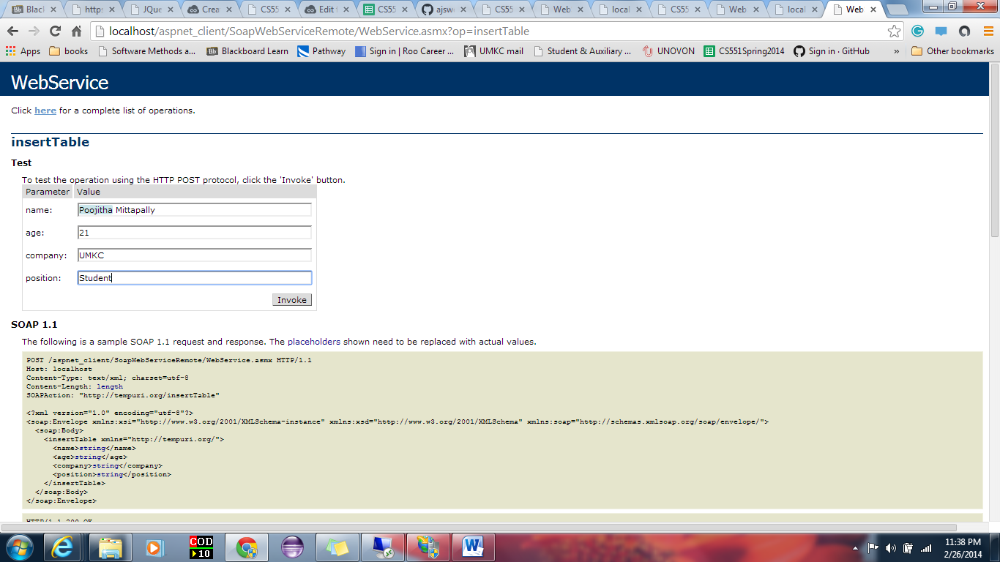 Blac
https
JQue
Crea
CS55
Edit
CS55
ajsw
CS55
Web
local
CS55
Web
local
Web
localhost/aspnet_client/SoapWebServiceRemote/WebService.asmx?op=insertTable
Apps books Software Methods a... Blackboard Learn Pathway Sign in | Roo Career ... UMKC mail Student & Auxiliary ... UNOVON CS551Spring2014 Sign in · GitHub » Other bookmarks
WebService
Click here for a complete list of operations.
insertTable
Test
To test the operation using the HTTP POST protocol, click the 'Invoke' button.
Parameter Value
name: Poojitha Mittapally
age: 21
company: UMKC
position: Student
Invoke
SOAP 1.1
The following is a sample SOAP 1.1 request and response. The placeholders shown need to be replaced with actual values.
POST /aspnet_client/SoapWebServiceRemote/WebService.asmx HTTP/1.1
Host: localhost
Content-Type: text/xml; charset=utf-8
Content-Length: length
SOAPAction: "http://tempuri.org/insertTable"
<?xml version="1.0" encoding="utf-8"?>
<soap:Envelope xmlns:xsi="http://www.w3.org/2001/XMLSchema-instance" xmlns:xsd="http://www.w3.org/2001/XMLSchema" xmlns:soap="http://schemas.xmlsoap.org/soap/envelope/">
<soap:Body>
<insertTable xmlns="http://tempuri.org/">
<name>string</name>
<age>string</age>
<company>string</company>
<position>string</position>
</insertTable>
</soap:Body>
</soap:Envelope>
HTTP/1.1 200 OK
COD
10
11:38 PM
2/26/2014